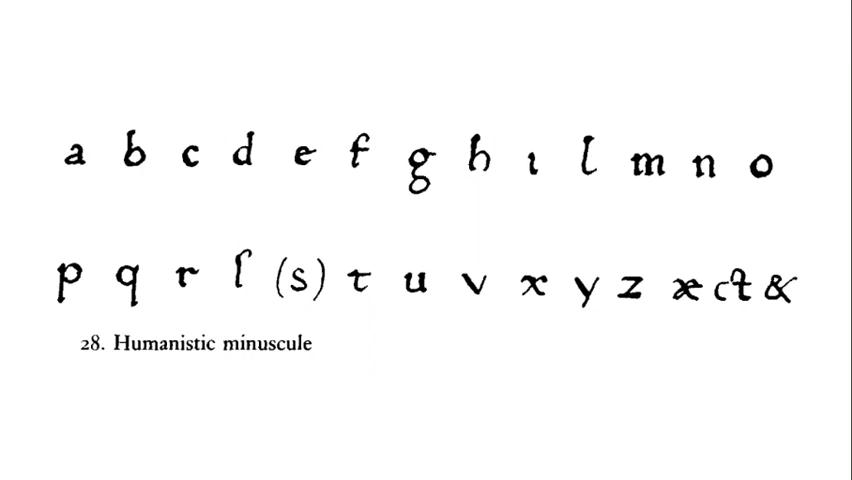 a b c d e f g h ı l m n o
p q r ſ (s) τ u v x y z æ ct &
28. Humanistic minuscule